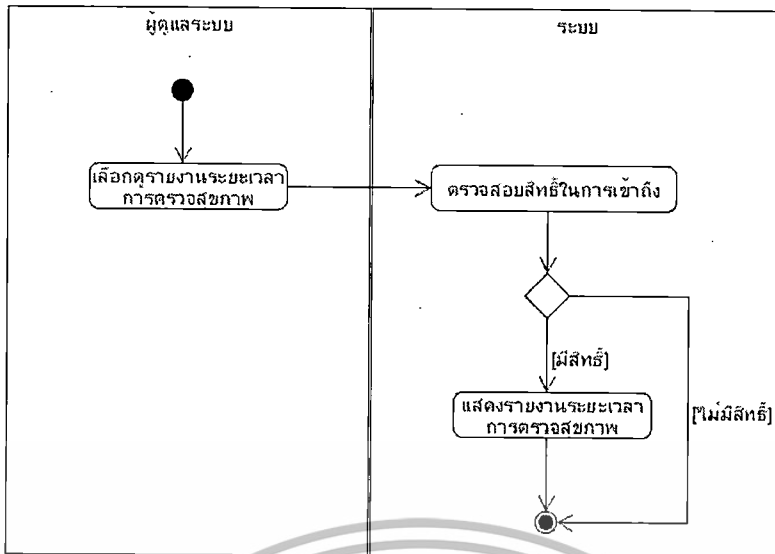 ผู้ดูแลระบบ
ระบบ
เลือกดูรายงานระยะเวลา
การตรวจสุขภาพ
ตรวจสอบสิทธิ์ในการเข้าถึง
[มีสิทธิ์]
แสดงรายงานระยะเวลา
การตรวจสุขภาพ
[ไม่มีสิทธิ์]